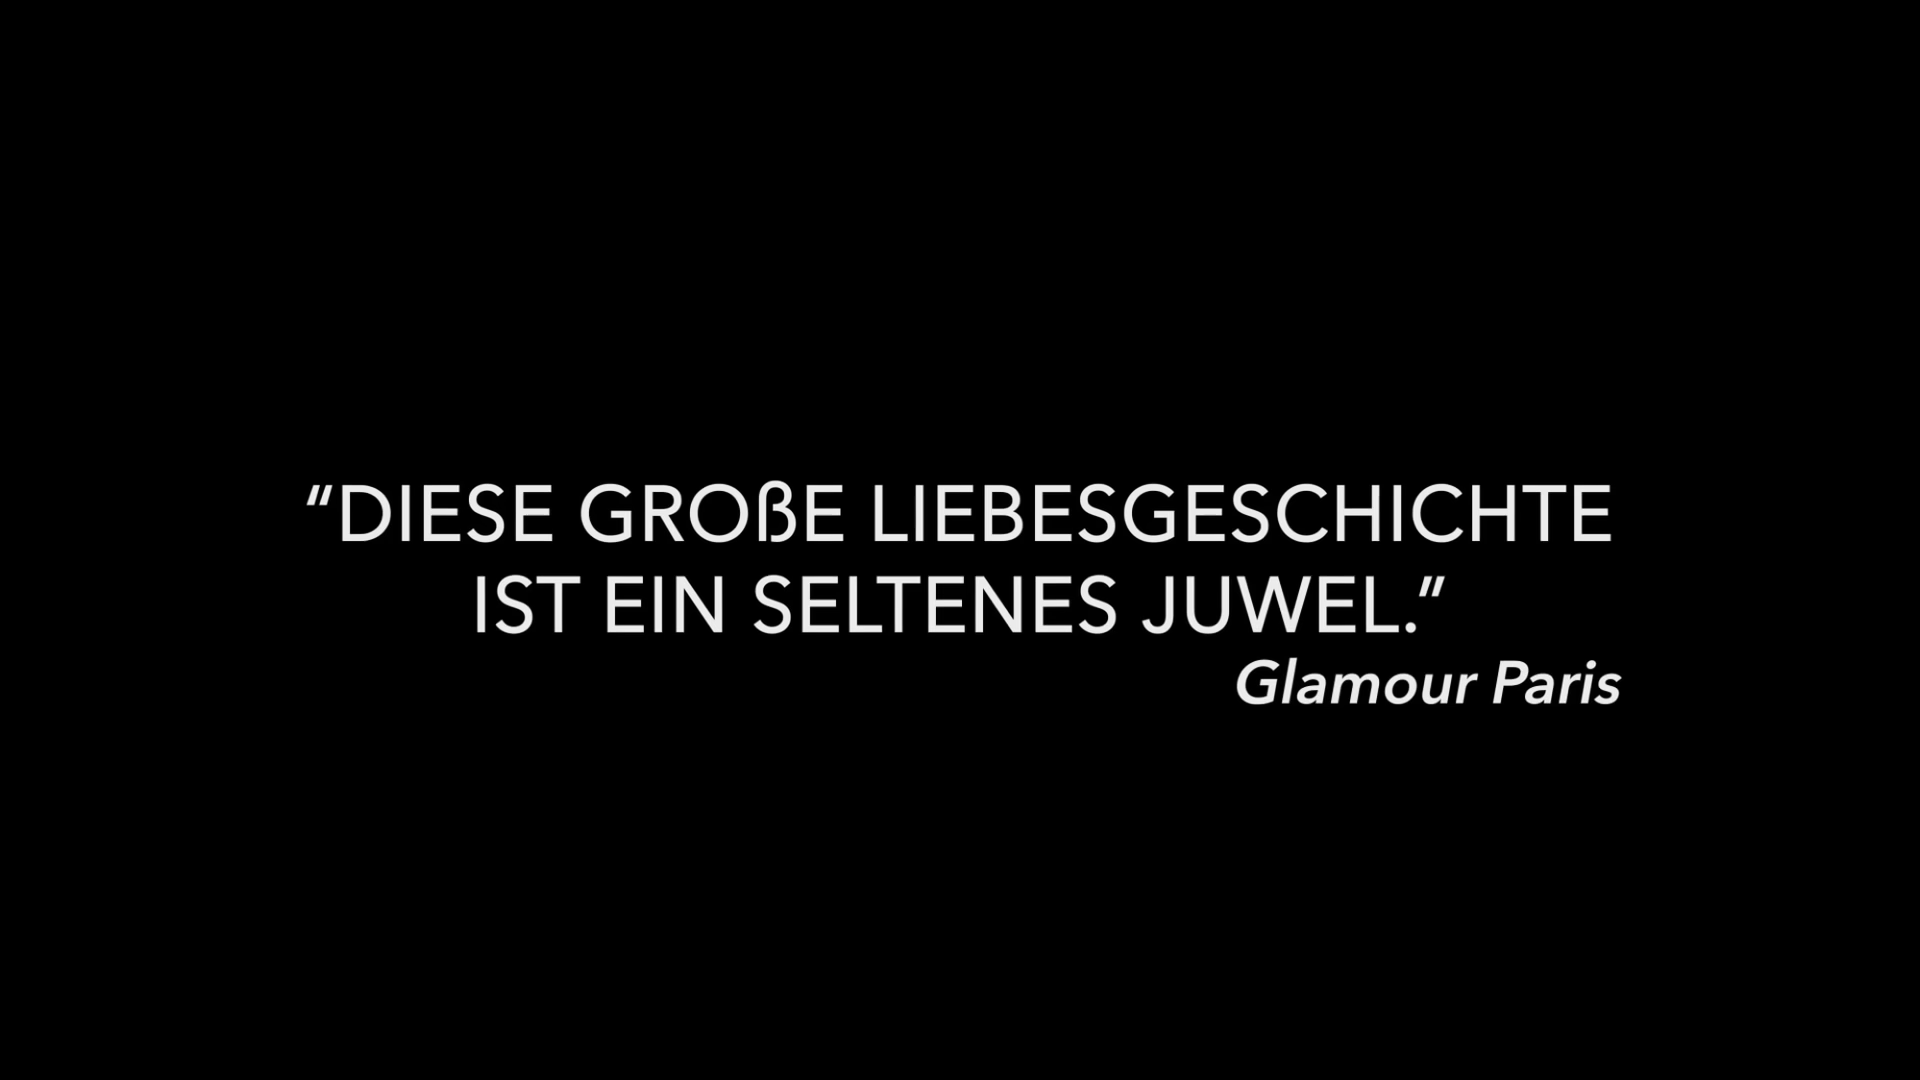 "DIESE GROßE LIEBESGESCHICHTE
IST EIN SELTENES JUWEL."
Glamour Paris